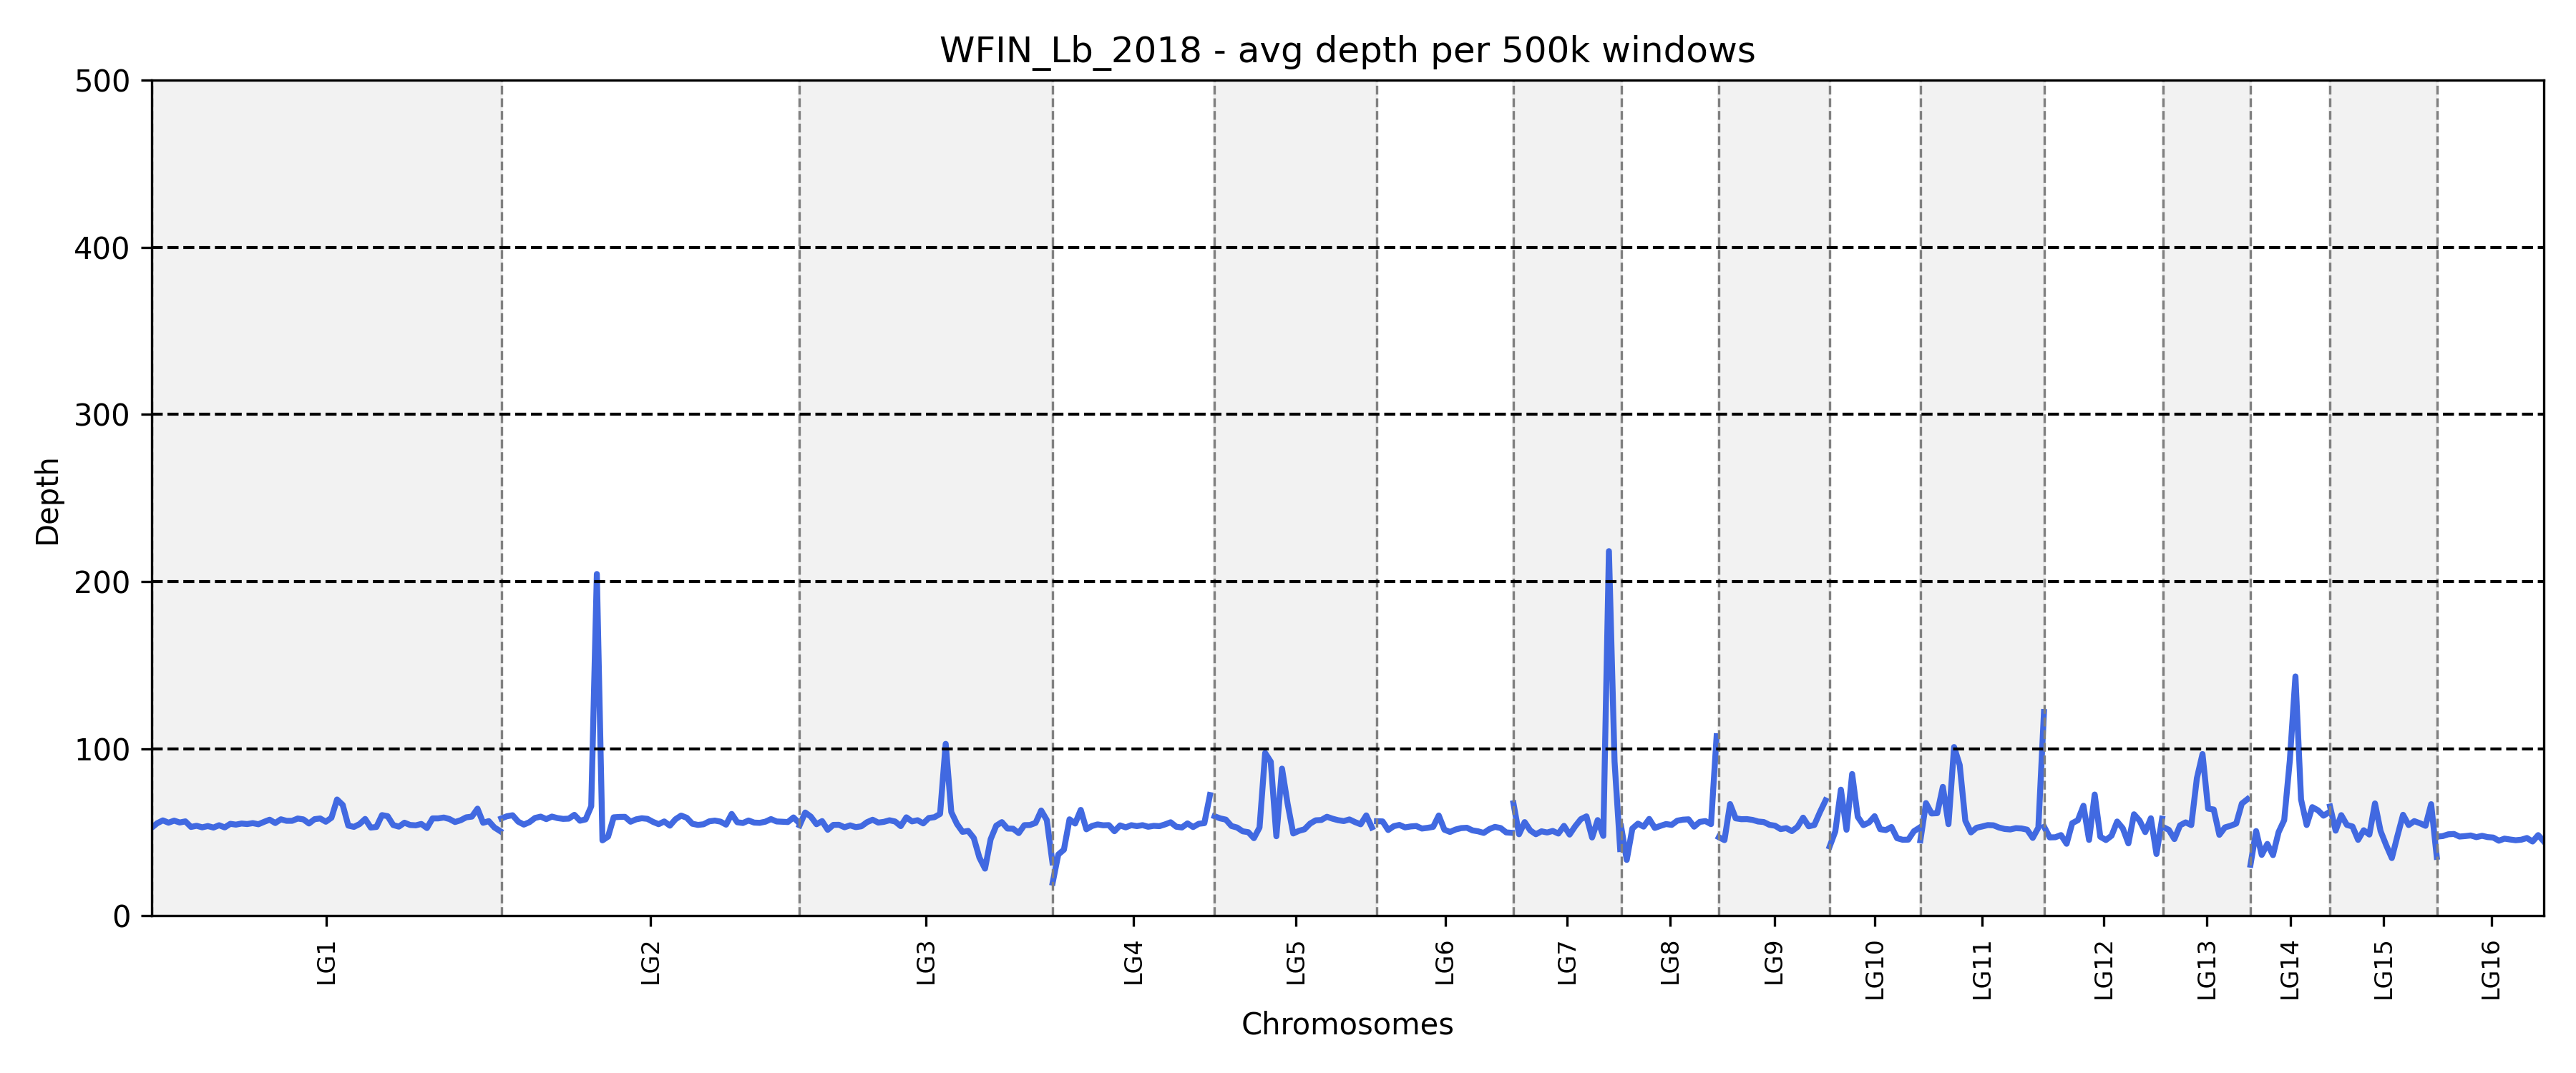 WFIN_Lb_2018 - avg depth per 500k windows
500
400
300
200
100
0
Depth
LG1
LG2
LG3
LG4
LG5
LG6
LG7
LG8
LG9
LG10
LG11
LG12
LG13
LG14
LG15
LG16
Chromosomes